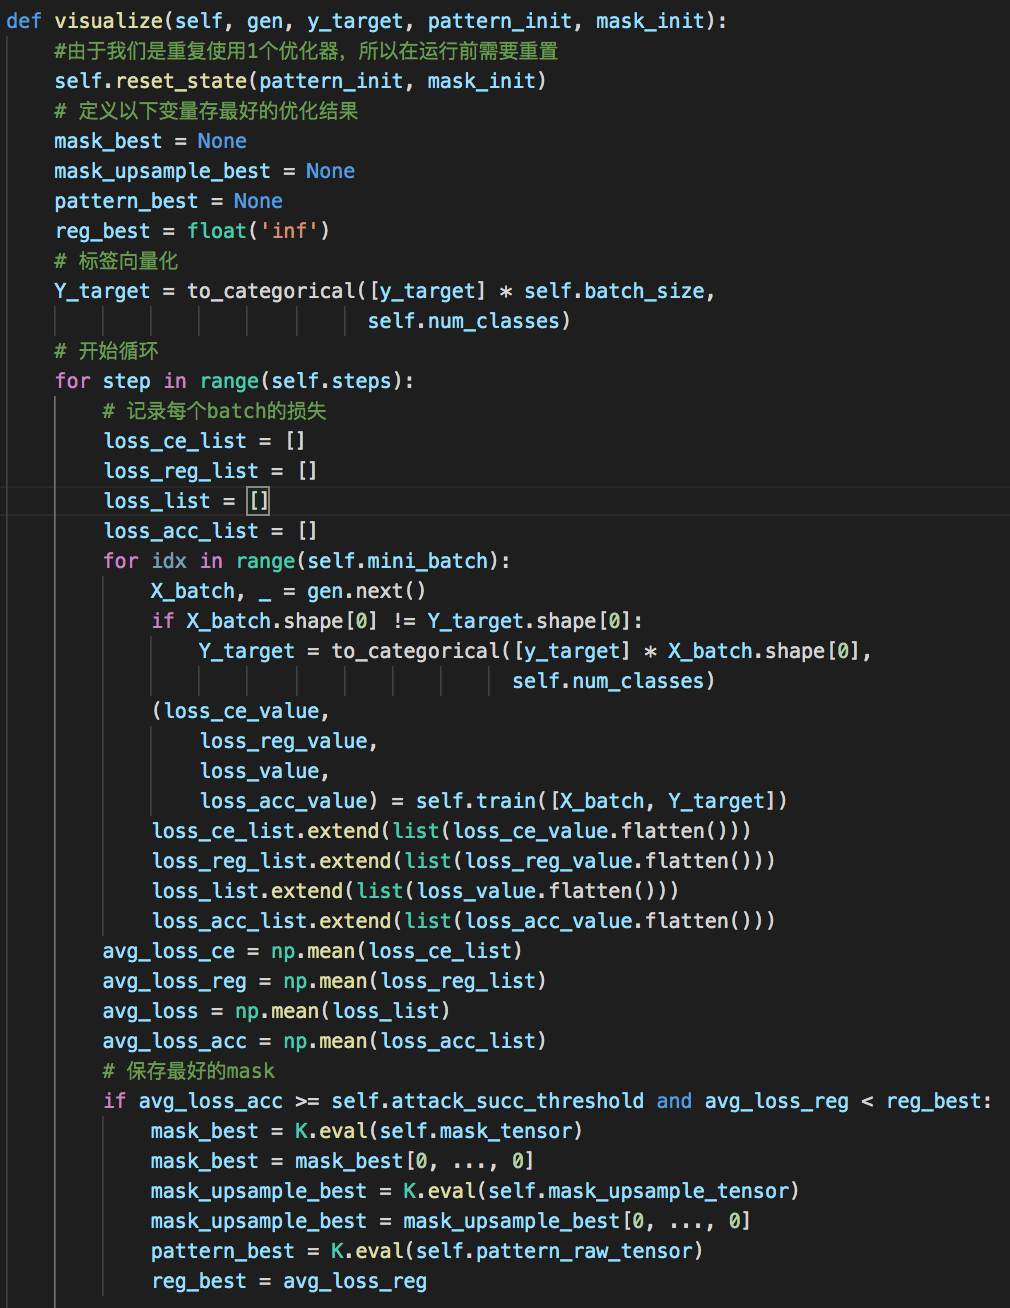 def visualize(self, gen, y_target, pattern_init, mask_init):
#由于我们是重复使用1个优化器，所以在运行前需要重置
self.reset_state(pattern_init, mask_init)
# 定义以下变量存最好的优化结果
mask_best = None
mask_upsample_best = None
pattern_best = None
reg_best = float('inf')
# 标签向量化
Y_target = to_categorical([y_target] * self.batch_size,
self.num_classes)
# 开始循环
for step in range(self.steps):
# 记录每个batch的损失
loss_ce_list = []
loss_reg_list = []
loss_list = []
loss_acc_list = []
for idx in range(self.mini_batch):
X_batch, _ = gen.next()
if X_batch.shape[0] != Y_target.shape[0]:
Y_target = to_categorical([y_target] * X_batch.shape[0],
self.num_classes)
(loss_ce_value,
loss_reg_value,
loss_value,
loss_acc_value) = self.train([X_batch, Y_target])
loss_ce_list.extend(list(loss_ce_value.flatten()))
loss_reg_list.extend(list(loss_reg_value.flatten()))
loss_list.extend(list(loss_value.flatten()))
loss_acc_list.extend(list(loss_acc_value.flatten()))
avg_loss_ce = np.mean(loss_ce_list)
avg_loss_reg = np.mean(loss_reg_list)
avg_loss = np.mean(loss_list)
avg_loss_acc = np.mean(loss_acc_list)
# 保存最好的mask
if avg_loss_acc >= self.attack_succ_threshold and avg_loss_reg < reg_best:
mask_best = K.eval(self.mask_tensor)
mask_best = mask_best[0, ..., 0]
mask_upsample_best = K.eval(self.mask_upsample_tensor)
mask_upsample_best = mask_upsample_best[0, ..., 0]
pattern_best = K.eval(self.pattern_raw_tensor)
reg_best = avg_loss_reg